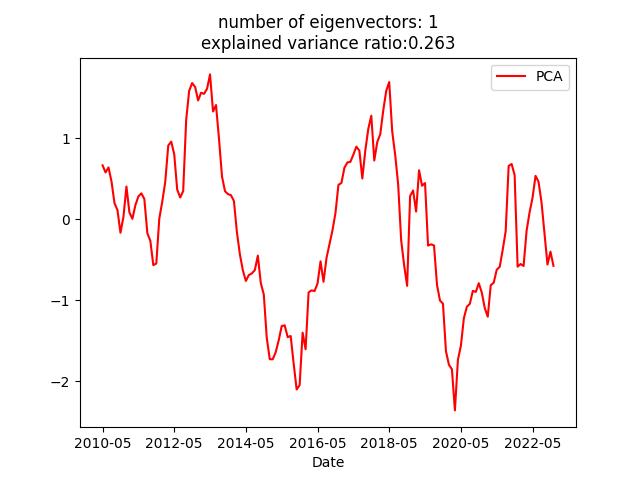 number of eigenvectors: 1
explained variance ratio:0.263
PCA
1
0
−1
−2
2010-05 2012-05 2014-05 2016-05 2018-05 2020-05 2022-05
Date